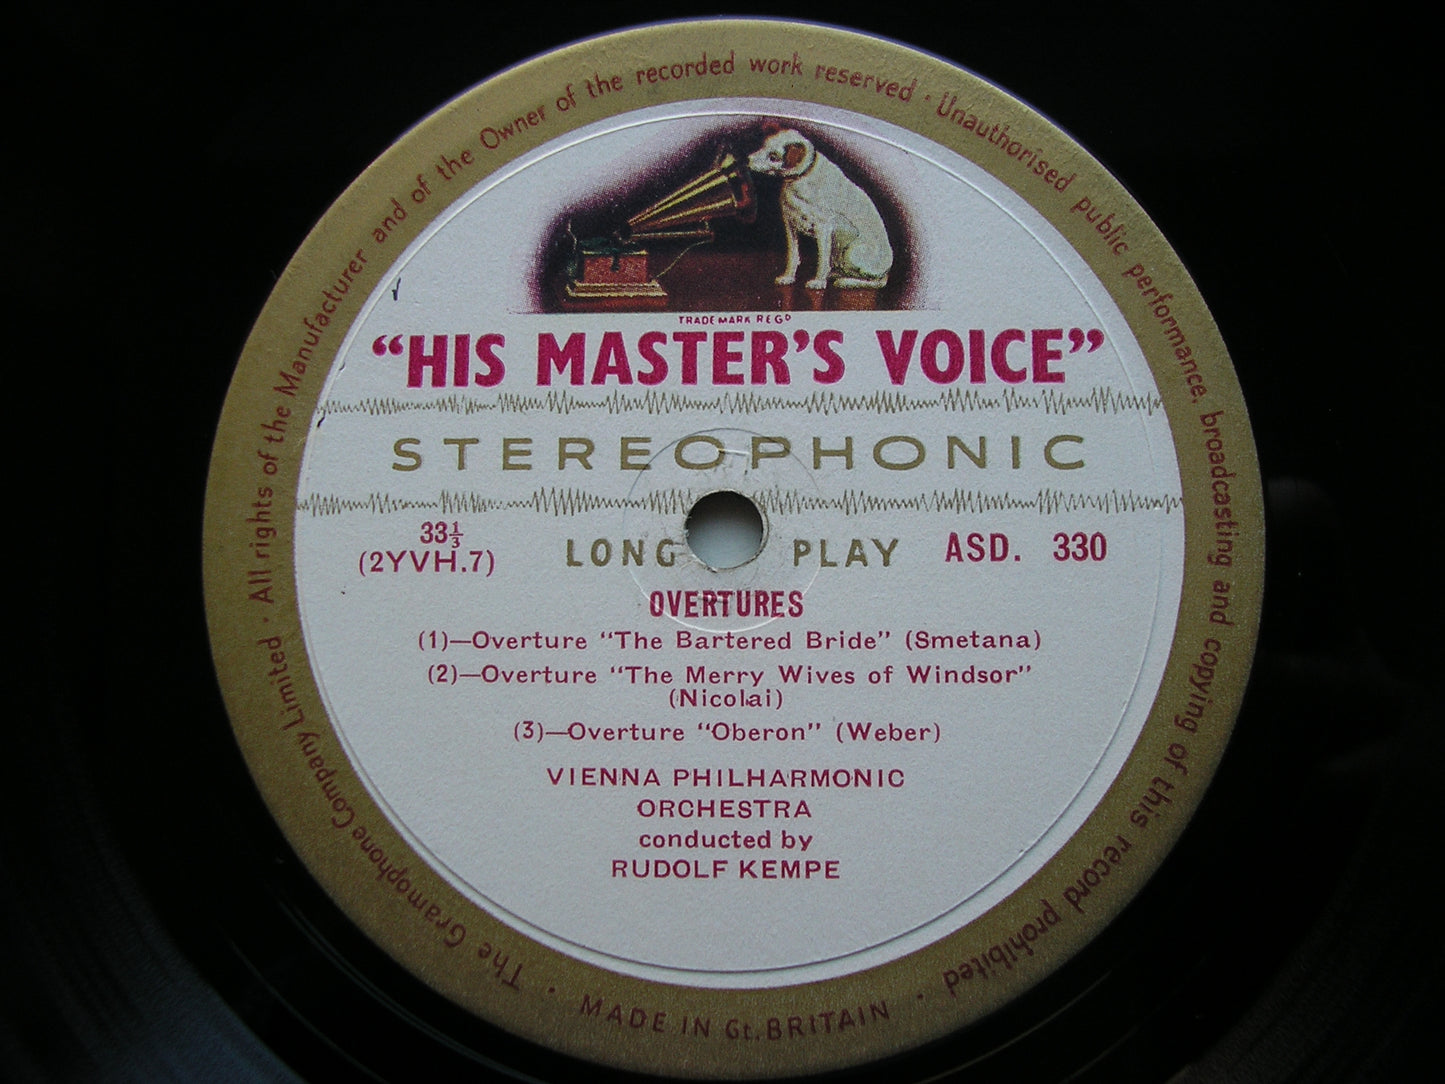 The Gramophone Company Limited · All rights of the Manufacturer and of the Owner of the recorded work reserved · Unauthorised public performance, broadcasting and copying of this record prohibited ·
TRADE MARK REGD
"HIS MASTER'S VOICE"
STEREOPHONIC
33⅓
(2YVH.7)
LONG PLAY
ASD. 330
OVERTURES
(1)—Overture "The Bartered Bride" (Smetana)
(2)—Overture "The Merry Wives of Windsor"
(Nicolai)
(3)—Overture "Oberon" (Weber)
VIENNA PHILHARMONIC
ORCHESTRA
conducted by
RUDOLF KEMPE
MADE IN Gt. BRITAIN ·